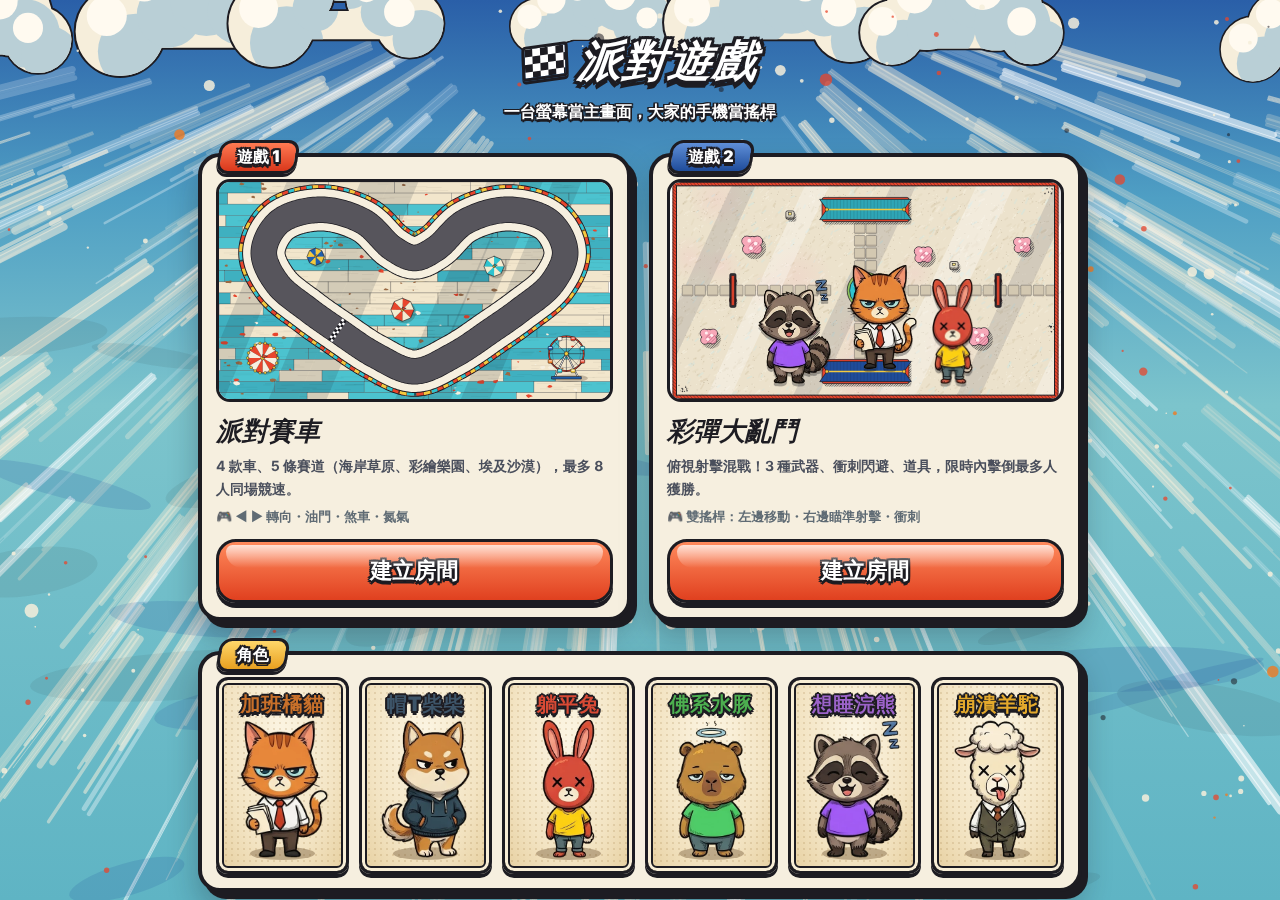 派對遊戲
一台螢幕當主畫面，大家的手機當搖桿
遊戲 1
派對賽車
4 款車、5 條賽道（海岸草原、彩繪樂園、埃及沙漠），最多 8
人同場競速。
🎮 ◀ ▶ 轉向・油門・煞車・氮氣
建立房間
遊戲 2
Z
Z
彩彈大亂鬥
俯視射擊混戰！3 種武器、衝刺閃避、道具，限時內擊倒最多人
獲勝。
🎮 雙搖桿：左邊移動・右邊瞄準射擊・衝刺
建立房間
角色
加班橘貓
帽T柴柴
躺平兔
佛系水豚
想睡浣熊
Z
Z
崩潰羊駝